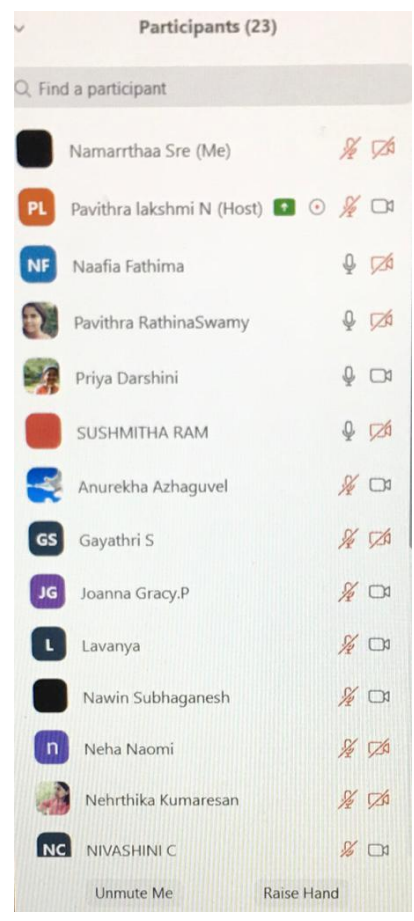 Participants (23)
Find a participant
Namarrthaa Sre (Me)
PL Pavithra lakshmi N (Host)
NF Naafia Fathima
Pavithra RathinaSwamy
Priya Darshini
SUSHMITHA RAM
Anurekha Azhaguvel
GS Gayathri S
JG Joanna Gracy.P
L Lavanya
Nawin Subhaganesh
n Neha Naomi
Nehrthika Kumaresan
NC NIVASHINI C
Unmute Me Raise Hand